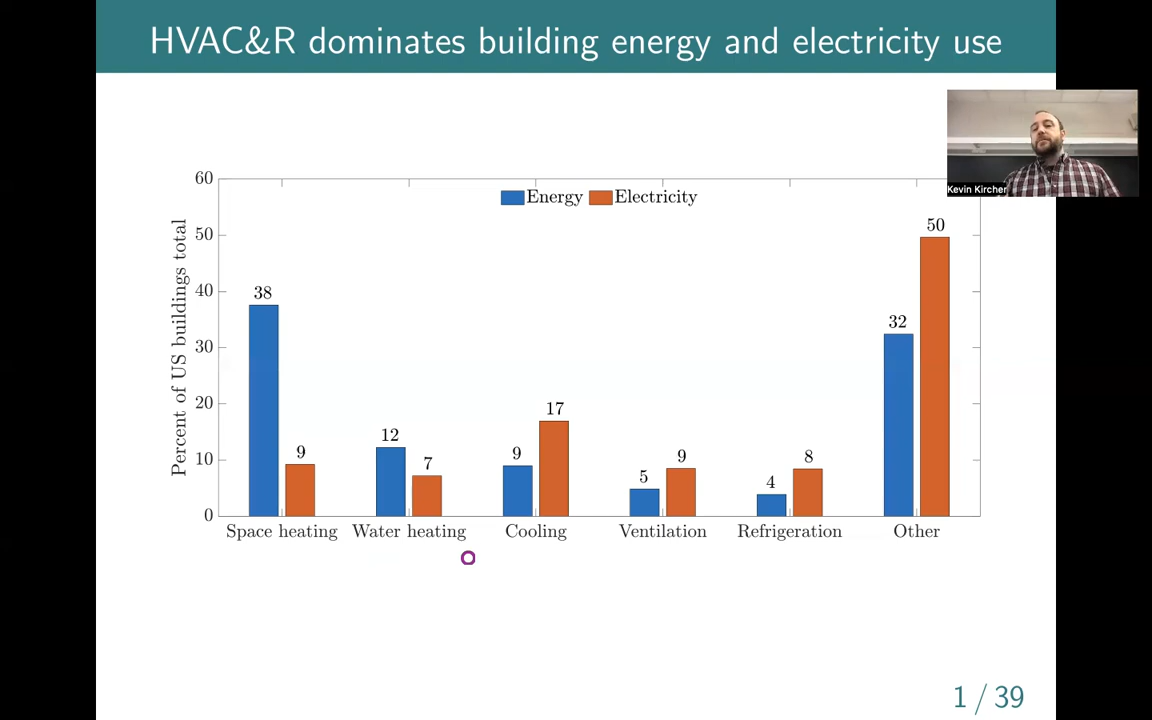 HVAC&R dominates building energy and electricity use
Kevin Kircher
Energy Electricity
Percent of US buildings total
60
50
40
30
20
10
0
38
9
12
7
9
17
5
9
4
8
32
50
Space heating
Water heating
Cooling
Ventilation
Refrigeration
Other
1 / 39